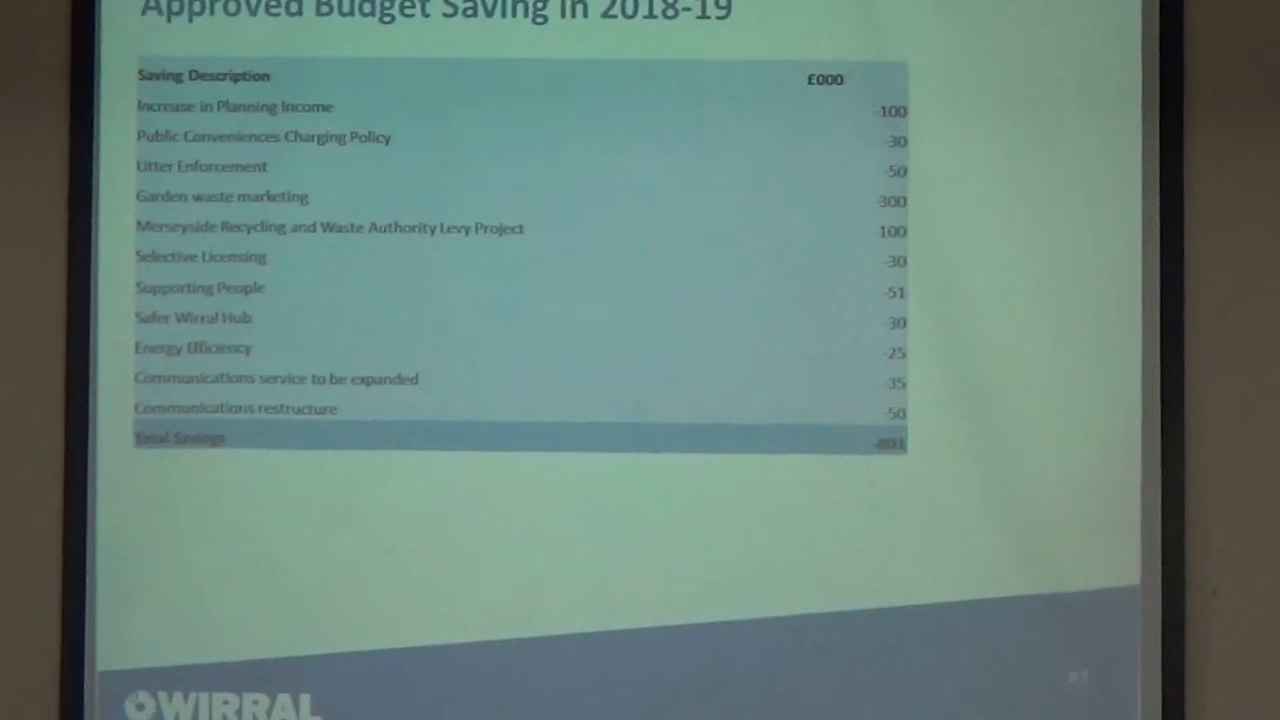 Approved Budget Saving in 2018-19
Saving Description £000
Increase in Planning Income -100
Public Conveniences Charging Policy -30
Litter Enforcement -50
Garden waste marketing -300
Merseyside Recycling and Waste Authority Levy Project -100
Selective Licensing -30
Supporting People -51
Safer Wirral Hub -30
Energy Efficiency -25
Communications service to be expanded -35
Communications restructure -50
Total Savings -801
WIRRAL